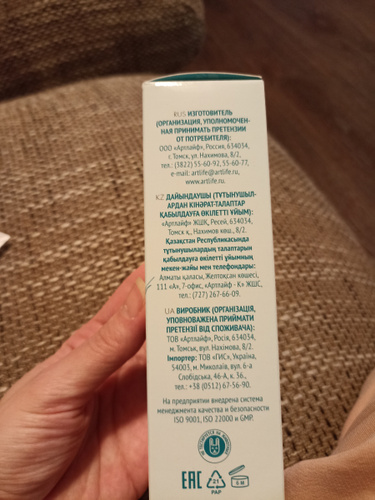 RUS ИЗГОТОВИТЕЛЬ
(ОРГАНИЗАЦИЯ, УПОЛНОМОЧЕН-
НАЯ ПРИНИМАТЬ ПРЕТЕНЗИИ
ОТ ПОТРЕБИТЕЛЯ):
ООО «Артлайф», Россия, 634034,
г. Томск, ул. Нахимова, 8/2,
тел.: (3822) 55-60-92, 55-60-77,
e-mail: artlife@artlife.ru,
www.artlife.ru.
KZ ДАЙЫНДАУШЫ (ТҰТЫНУШЫЛ-
АРДАН КІНӘРАТ-ТАЛАПТАР
ҚАБЫЛДАУҒА ӨКІЛЕТТІ ҰЙЫМ):
«Артлайф» ЖШҚ, Ресей, 634034,
Томск қ., Нахимов көш., 8/2.
Қазақстан Республикасында
тұтынушылардың талаптарын
қабылдауға өкілетті ұйымның
мекен-жайы мен телефондары:
Алматы қаласы, Желтоқсан көшесі,
111 «А», 7-офис, «Артлайф - К» ЖШС,
тел.: (727) 267-66-09.
UA ВИРОБНИК (ОРГАНІЗАЦІЯ,
УПОВНОВАЖЕНА ПРИЙМАТИ
ПРЕТЕНЗІЇ ВІД СПОЖИВАЧА):
ТОВ «Артлайф», Росія, 634034,
м. Томськ, вул. Нахімова, 8/2.
Імпортер: ТОВ «ГИС», Україна,
54003, м. Миколаїв, вул. 6-а
Слобідська, 46-А, к. 36.,
тел.: +38 (0512) 67-56-90.
На предприятии внедрена система
менеджмента качества и безопасности
ISO 9001, ISO 22000 и GMP.
EAC
21
PAP